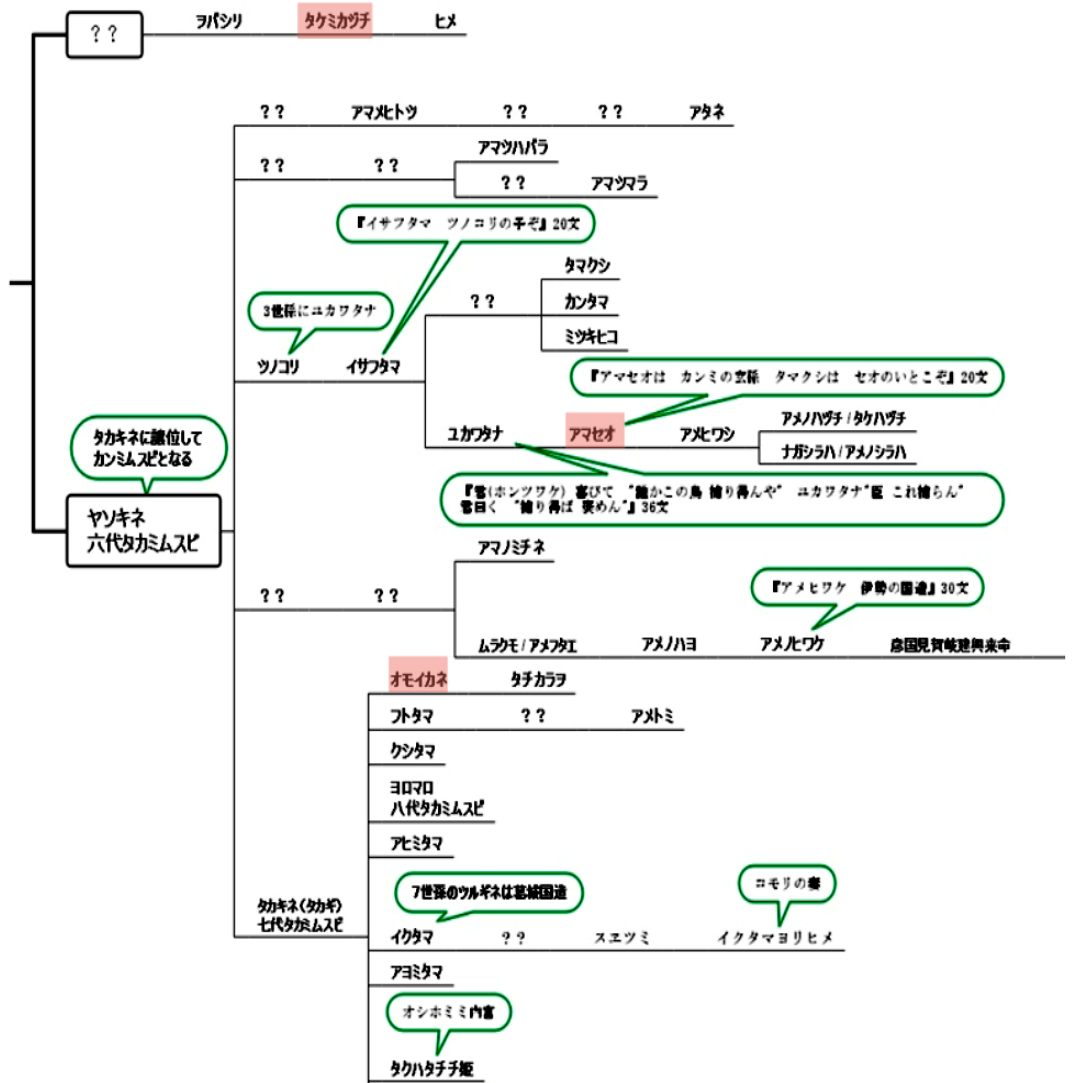 ？？
ヲバシリ
タケミカヅチ
ヒメ
？？
アマメヒトツ
？？
？？
アタネ
アマツハバラ
？？
？？
？？
アマツマラ
『イサフタマ　ツノコリの子ぞ』20文
タマクシ
？？
カンタマ
3世孫にユカワタナ
ミツキヒコ
ツノコリ
イサフタマ
『アマセオは　カンミの玄孫　タマクシは　セオのいとこぞ』20文
アメノハヅチ / タケハヅチ
ユカワタナ
アマセオ
アメヒワシ
ナガシラハ / アメノシラハ
タカキネに譲位して
カンミムスビとなる
『君(ホンツワケ) 喜びて ”誰かこの鳥 捕り得んや” ユカワタナ”臣 これ捕らん”
君曰く ”捕り得ば 褒めん”』36文
ヤソキネ
六代タカミムスビ
アマノミチネ
『アメヒワケ　伊勢の国造』30文
？？
？？
ムラクモ / アメフタエ
アメノハヨ
アメノヒワケ
彦国見賀岐建與来命
オモイカネ
タチカラヲ
フトタマ
？？
アメトミ
クシタマ
ヨロマロ
八代タカミムスビ
アヒミタマ
7世孫のツルギネは葛城国造
コモリの妻
タカキネ(タカギ)
七代タカミムスビ
イクタマ
？？
スヱツミ
イクタマヨリヒメ
アヨミタマ
オシホミミ内宮
タクハタチチ姫